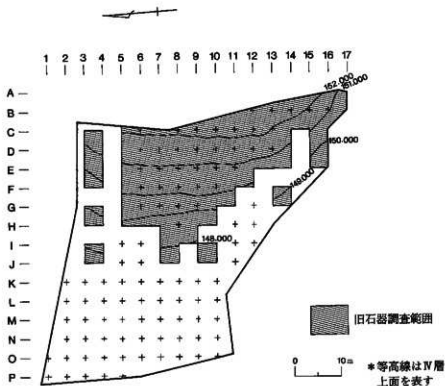 1 2 3 4 5 6 7 8 9 10 11 12 13 14 15 16 17
A
B
C
D
E
F
G
H
I
J
K
L
M
N
O
P
152.000
151.000
150.000
149.000
148.000
旧石器調査範囲
0 10m
*等高線はⅣ層
上面を表す